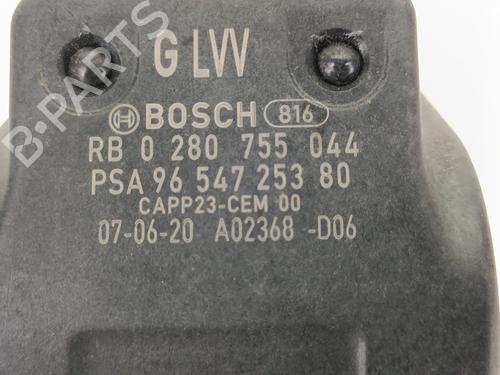 G LW
BOSCH 816
RB 0 280 755 044
PSA 96 547 253 80
CAPP23-CEM 00
07-06-20 A02368 -D06
B-PARTS